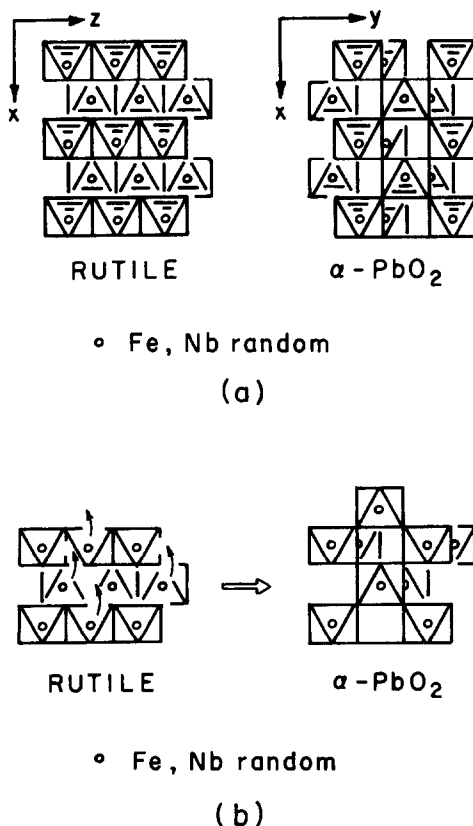 z
y
x
x
RUTILE
α-PbO₂
∘ Fe, Nb random
(a)
RUTILE
α-PbO₂
∘ Fe, Nb random
(b)